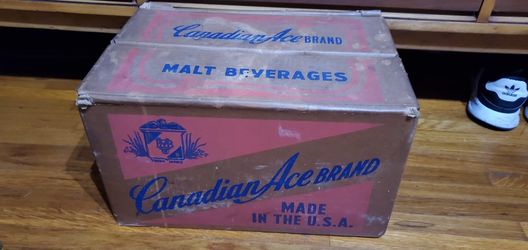 Canadian Ace BRAND
MALT BEVERAGES
Canadian Ace BRAND
MADE
IN THE U.S.A.